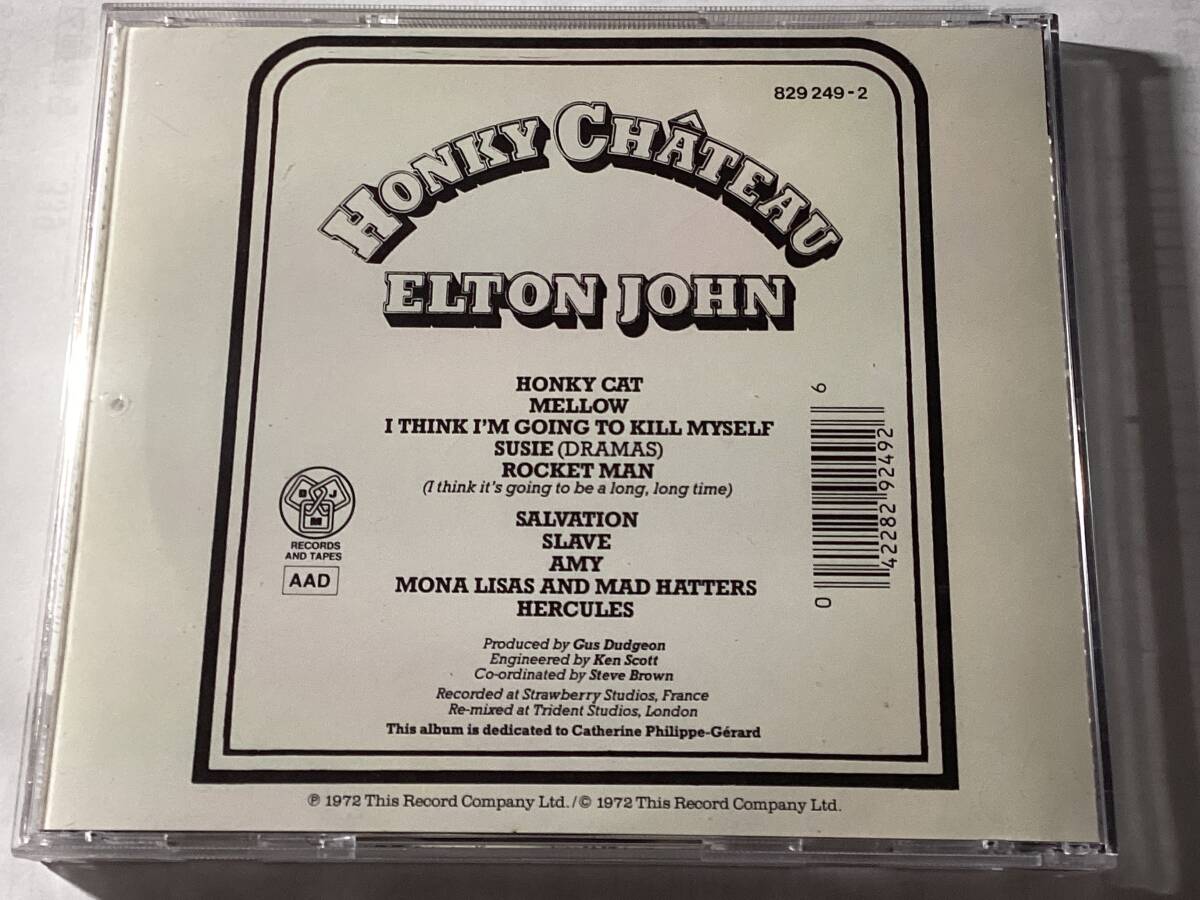 829 249-2
HONKY CHÂTEAU
ELTON JOHN
HONKY CAT
MELLOW
I THINK I'M GOING TO KILL MYSELF
SUSIE (DRAMAS)
ROCKET MAN
(I think it's going to be a long, long time)
SALVATION
SLAVE
AMY
MONA LISAS AND MAD HATTERS
HERCULES
DJM
RECORDS
AND TAPES
AAD
0 42282 92492 6
Produced by Gus Dudgeon
Engineered by Ken Scott
Co-ordinated by Steve Brown
Recorded at Strawberry Studios, France
Re-mixed at Trident Studios, London
This album is dedicated to Catherine Philippe-Gérard
℗ 1972 This Record Company Ltd. / © 1972 This Record Company Ltd.